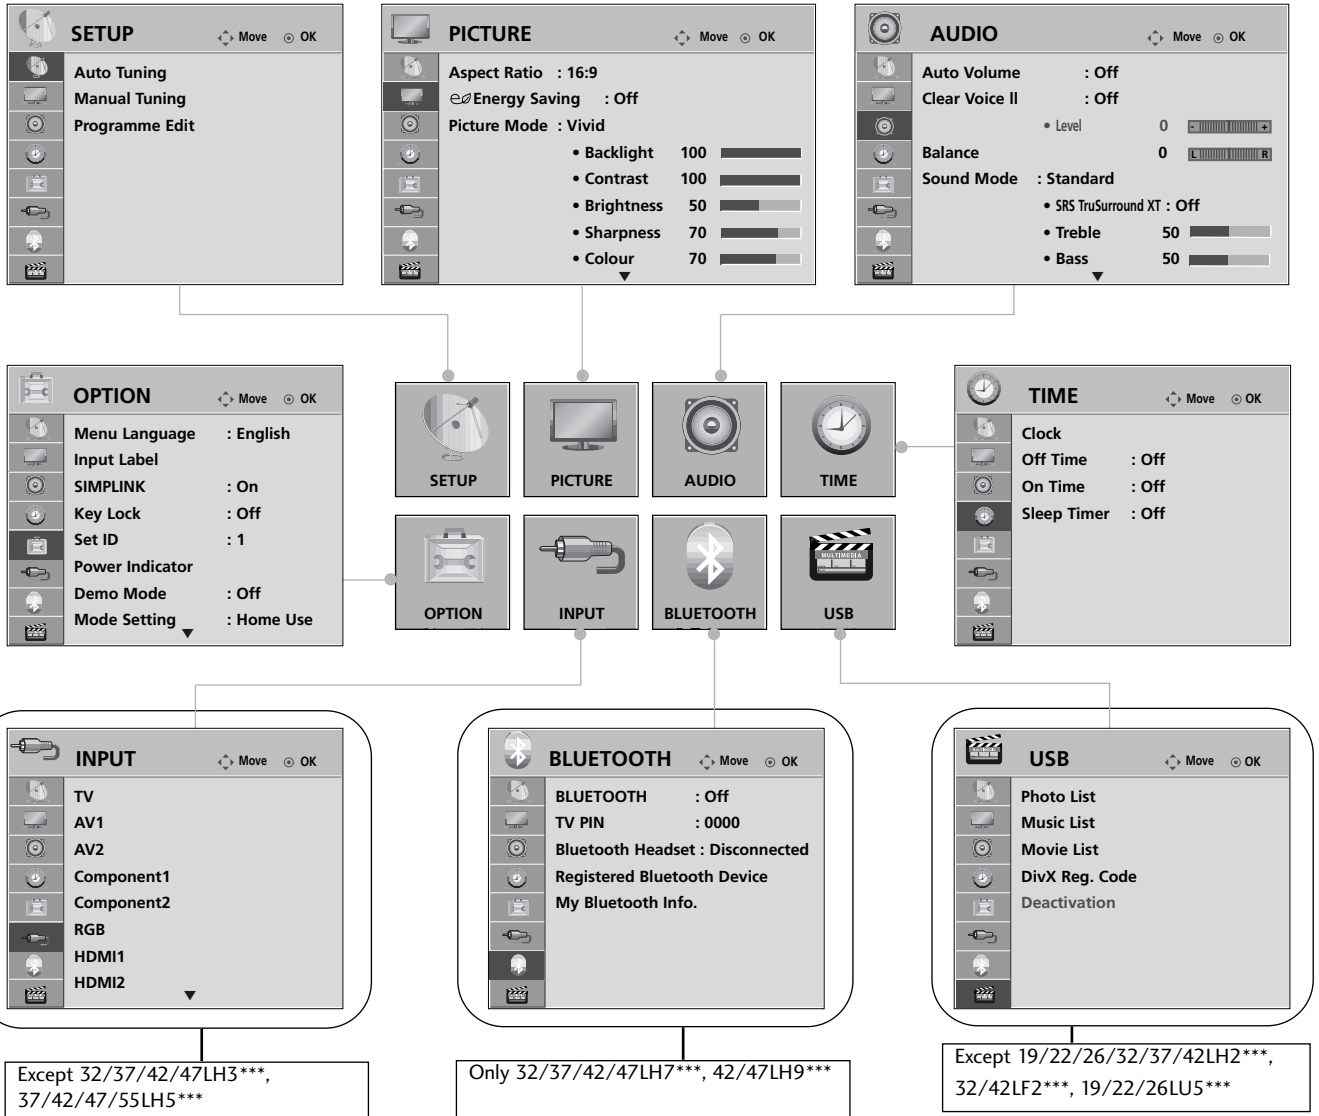 SETUP Move OK
Auto Tuning
Manual Tuning
Programme Edit
PICTURE Move OK
Aspect Ratio : 16:9
Energy Saving : Off
Picture Mode : Vivid
• Backlight 100
• Contrast 100
• Brightness 50
• Sharpness 70
• Colour 70
AUDIO Move OK
Auto Volume : Off
Clear Voice II : Off
• Level 0 - +
Balance 0 L R
Sound Mode : Standard
• SRS TruSurround XT : Off
• Treble 50
• Bass 50
OPTION Move OK
Menu Language : English
Input Label
SIMPLINK : On
Key Lock : Off
Set ID : 1
Power Indicator
Demo Mode : Off
Mode Setting : Home Use
SETUP
PICTURE
AUDIO
TIME
OPTION
INPUT
BLUETOOTH
MULTIMEDIA
USB
TIME Move OK
Clock
Off Time : Off
On Time : Off
Sleep Timer : Off
INPUT Move OK
TV
AV1
AV2
Component1
Component2
RGB
HDMI1
HDMI2
Except 32/37/42/47LH3***,
37/42/47/55LH5***
BLUETOOTH Move OK
BLUETOOTH : Off
TV PIN : 0000
Bluetooth Headset : Disconnected
Registered Bluetooth Device
My Bluetooth Info.
Only 32/37/42/47LH7***, 42/47LH9***
USB Move OK
Photo List
Music List
Movie List
DivX Reg. Code
Deactivation
Except 19/22/26/32/37/42LH2***,
32/42LF2***, 19/22/26LU5***